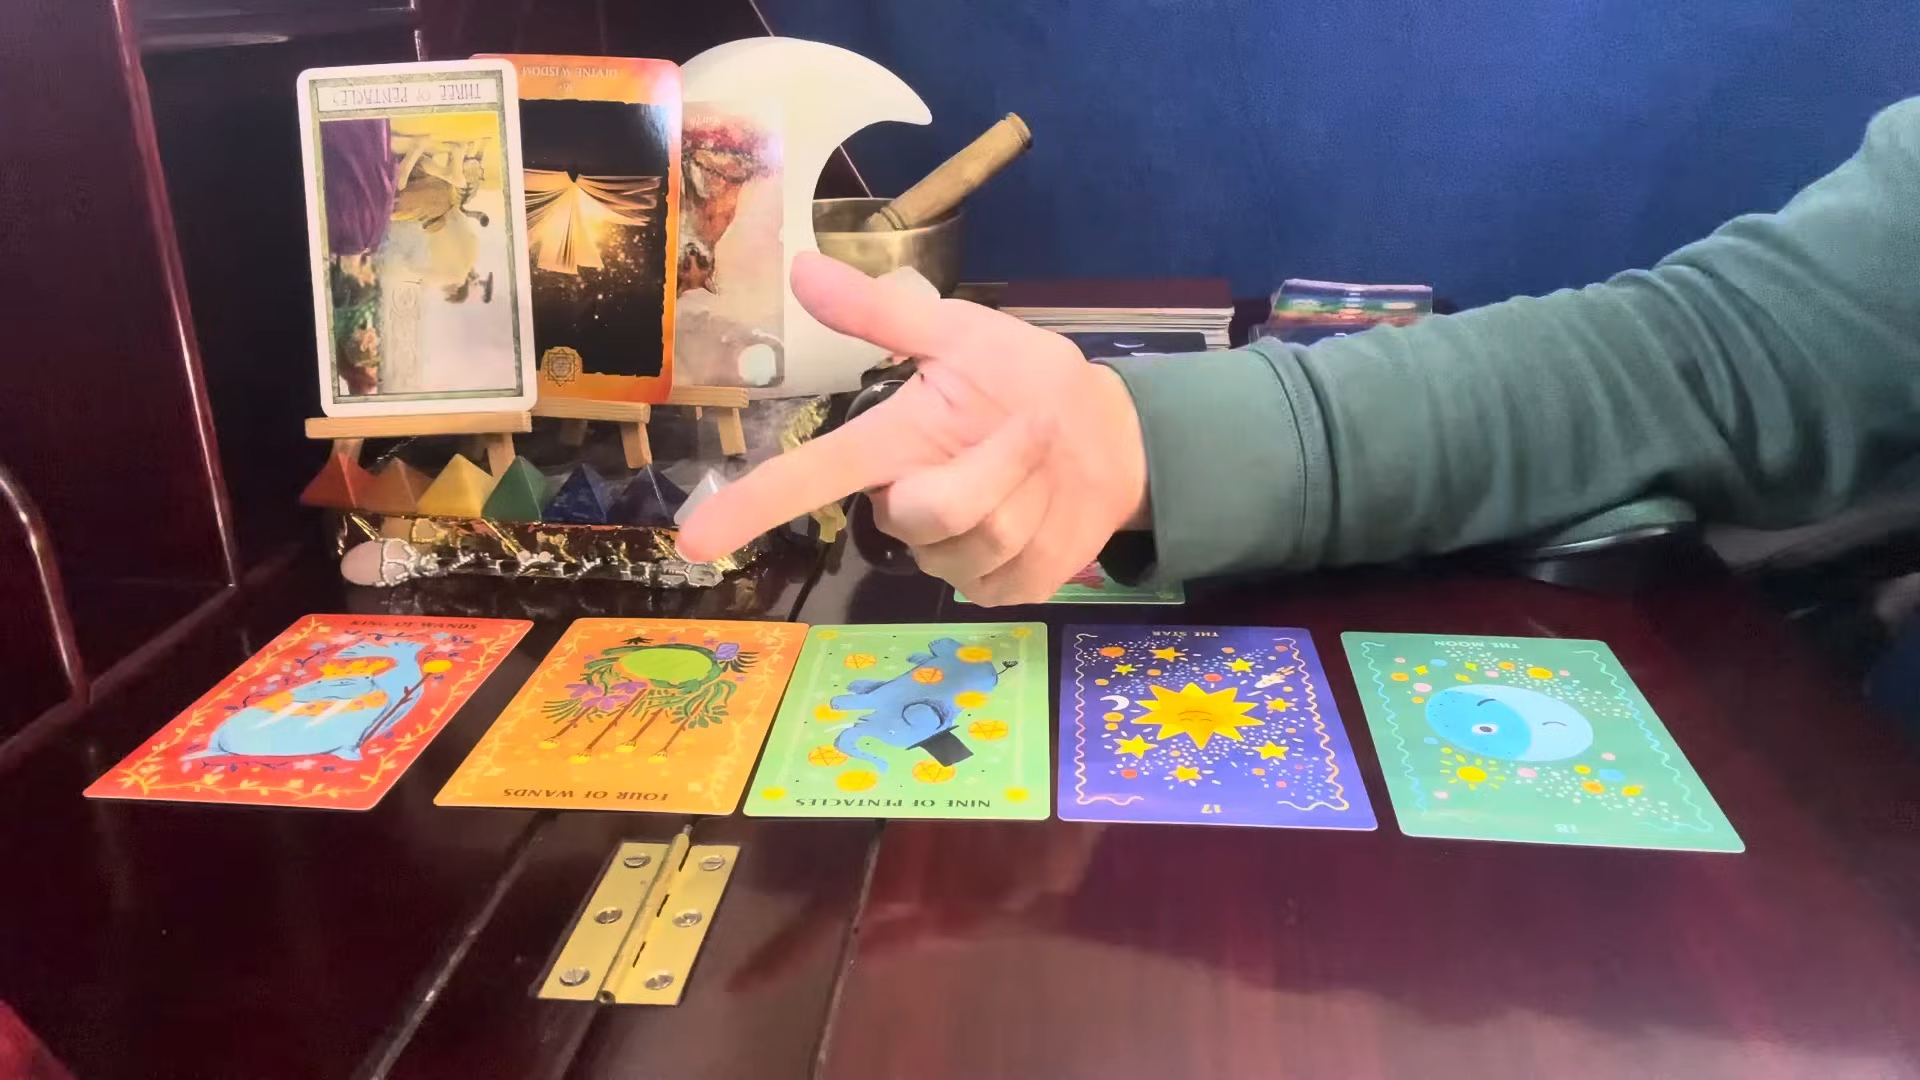 THREE OF PENTACLES
DIVINE WISDOM
KING OF WANDS
FOUR OF WANDS
NINE OF PENTACLES
THE STAR
17
THE MOON
18